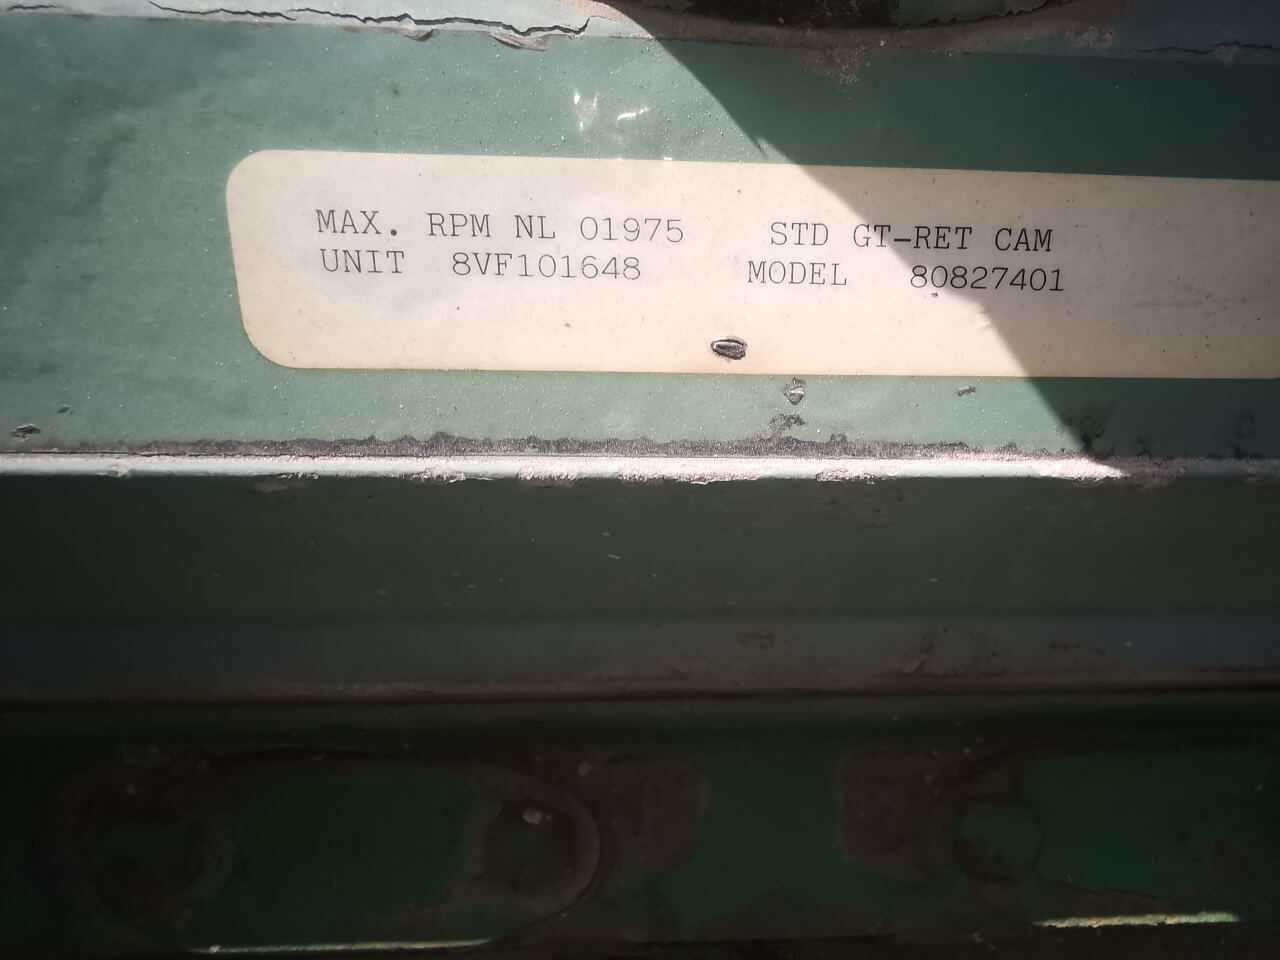 MAX. RPM NL 01975 STD GT-RET CAM
UNIT 8VF101648 MODEL 80827401